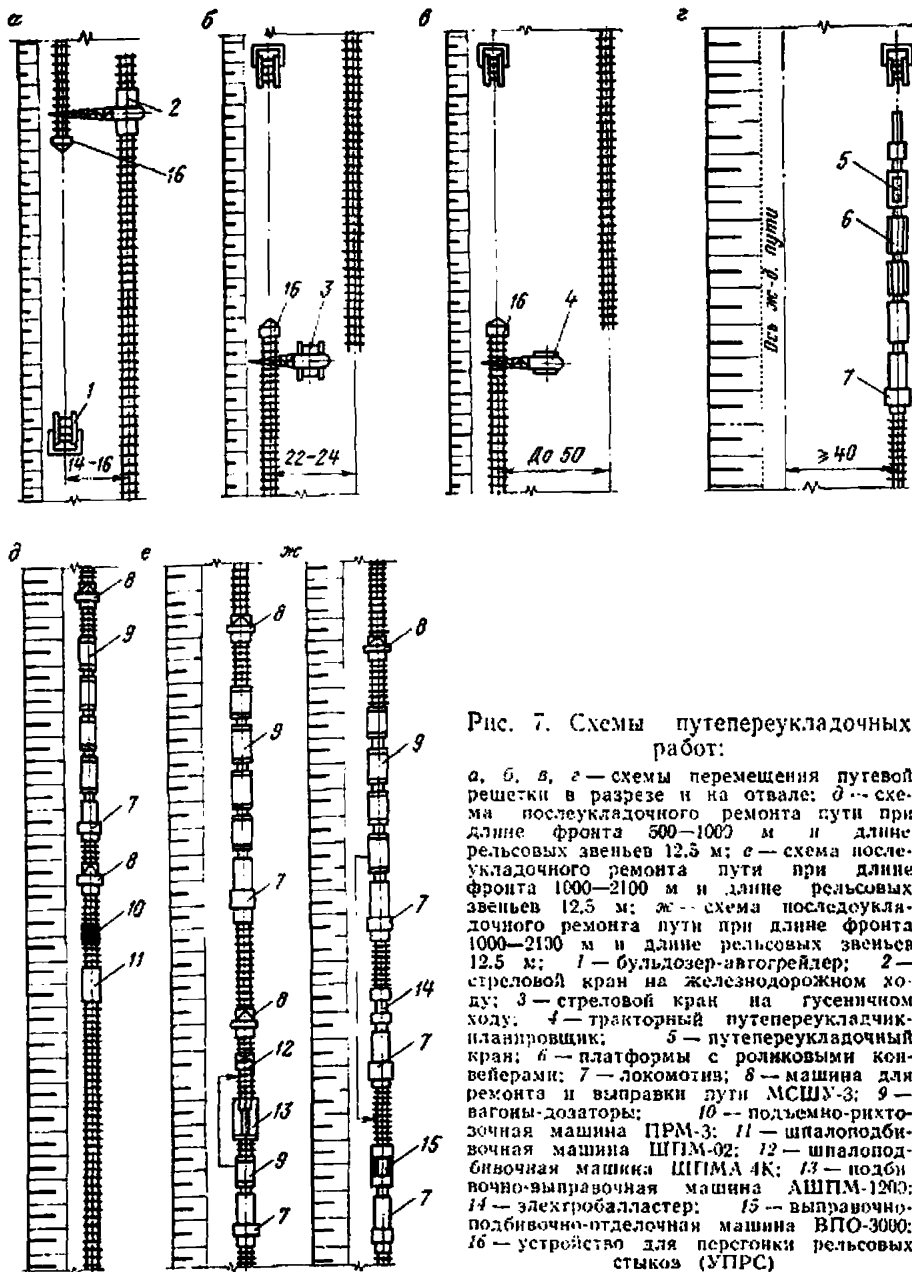 а
б
в
г
2
16
1
14-16
16
3
22-24
16
4
До 50
Ось ж-д. пути
5
6
7
≥40
д
е
ж
8
9
7
8
10
11
8
9
7
8
12
13
9
7
8
9
7
14
7
15
7
Рис. 7. Схемы путепереукладочных
работ:
а, б, в, г — схемы перемещения путевой
решетки в разрезе и на отвале; д — схе-
ма послеукладочного ремонта пути при
длине фронта 500—1000 м и длине
рельсовых звеньев 12.5 м; е — схема после-
укладочного ремонта пути при длине
фронта 1000—2100 м и длине рельсовых
звеньев 12,5 м; ж — схема последукла-
дочного ремонта пути при длине фронта
1000—2100 м и длине рельсовых звеньев
12.5 м; 1 — бульдозер-автогрейдер; 2 —
стреловой кран на железнодорожном хо-
ду; 3 — стреловой кран на гусеничном
ходу; 4 — тракторный путепереукладчик-
планировщик; 5 — путепереукладочный
кран; 6 — платформы с роликовыми кон-
вейерами; 7 — локомотив; 8 — машина для
ремонта и выправки пути МСШУ-3; 9 —
вагоны-дозаторы; 10 — подъемно-рихто-
вочная машина ПРМ-3; 11 — шпалоподби-
вочная машина ШПМ-02; 12 — шпалопод-
бивочная машина ШПМА 4К; 13 — подби
вочно-выправочная машина АШПМ-1200;
14 — электробалластер; 15 — выправочно-
подбивочно-отделочная машина ВПО-3000;
16 — устройство для перегонки рельсовых
стыков (УПРС)